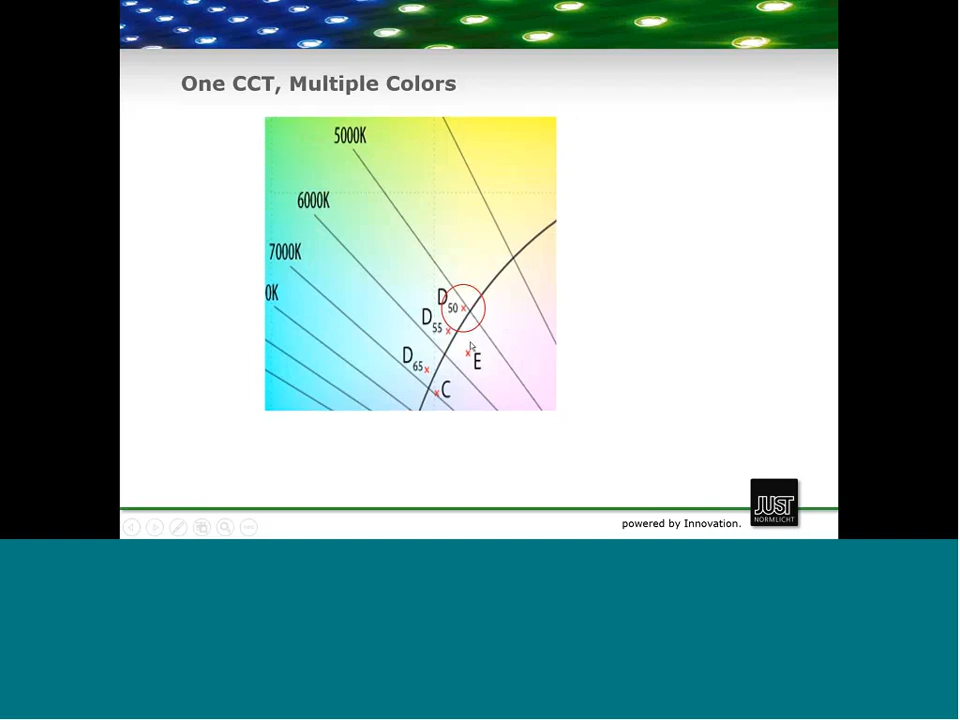 One CCT, Multiple Colors
5000K
6000K
7000K
0K
D50
D55
D65
E
C
JUST
NORMLICHT
powered by Innovation.